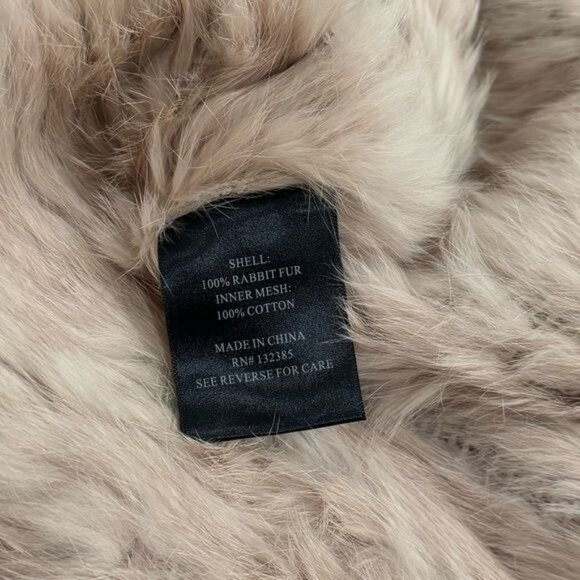 SHELL:
100% RABBIT FUR
INNER MESH:
100% COTTON
MADE IN CHINA
RN# 132385
SEE REVERSE FOR CARE